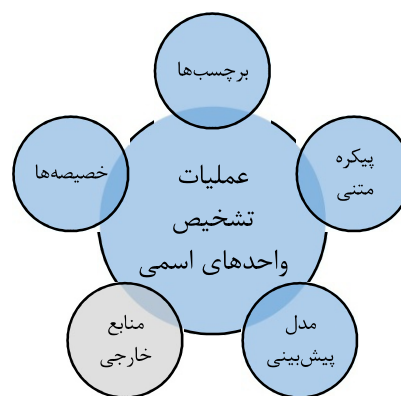 برچسب‌ها
پیکره
متنی
خصیصه‌ها
عملیات
تشخیص
واحدهای اسمی
منابع
خارجی
مدل
پیش‌بینی